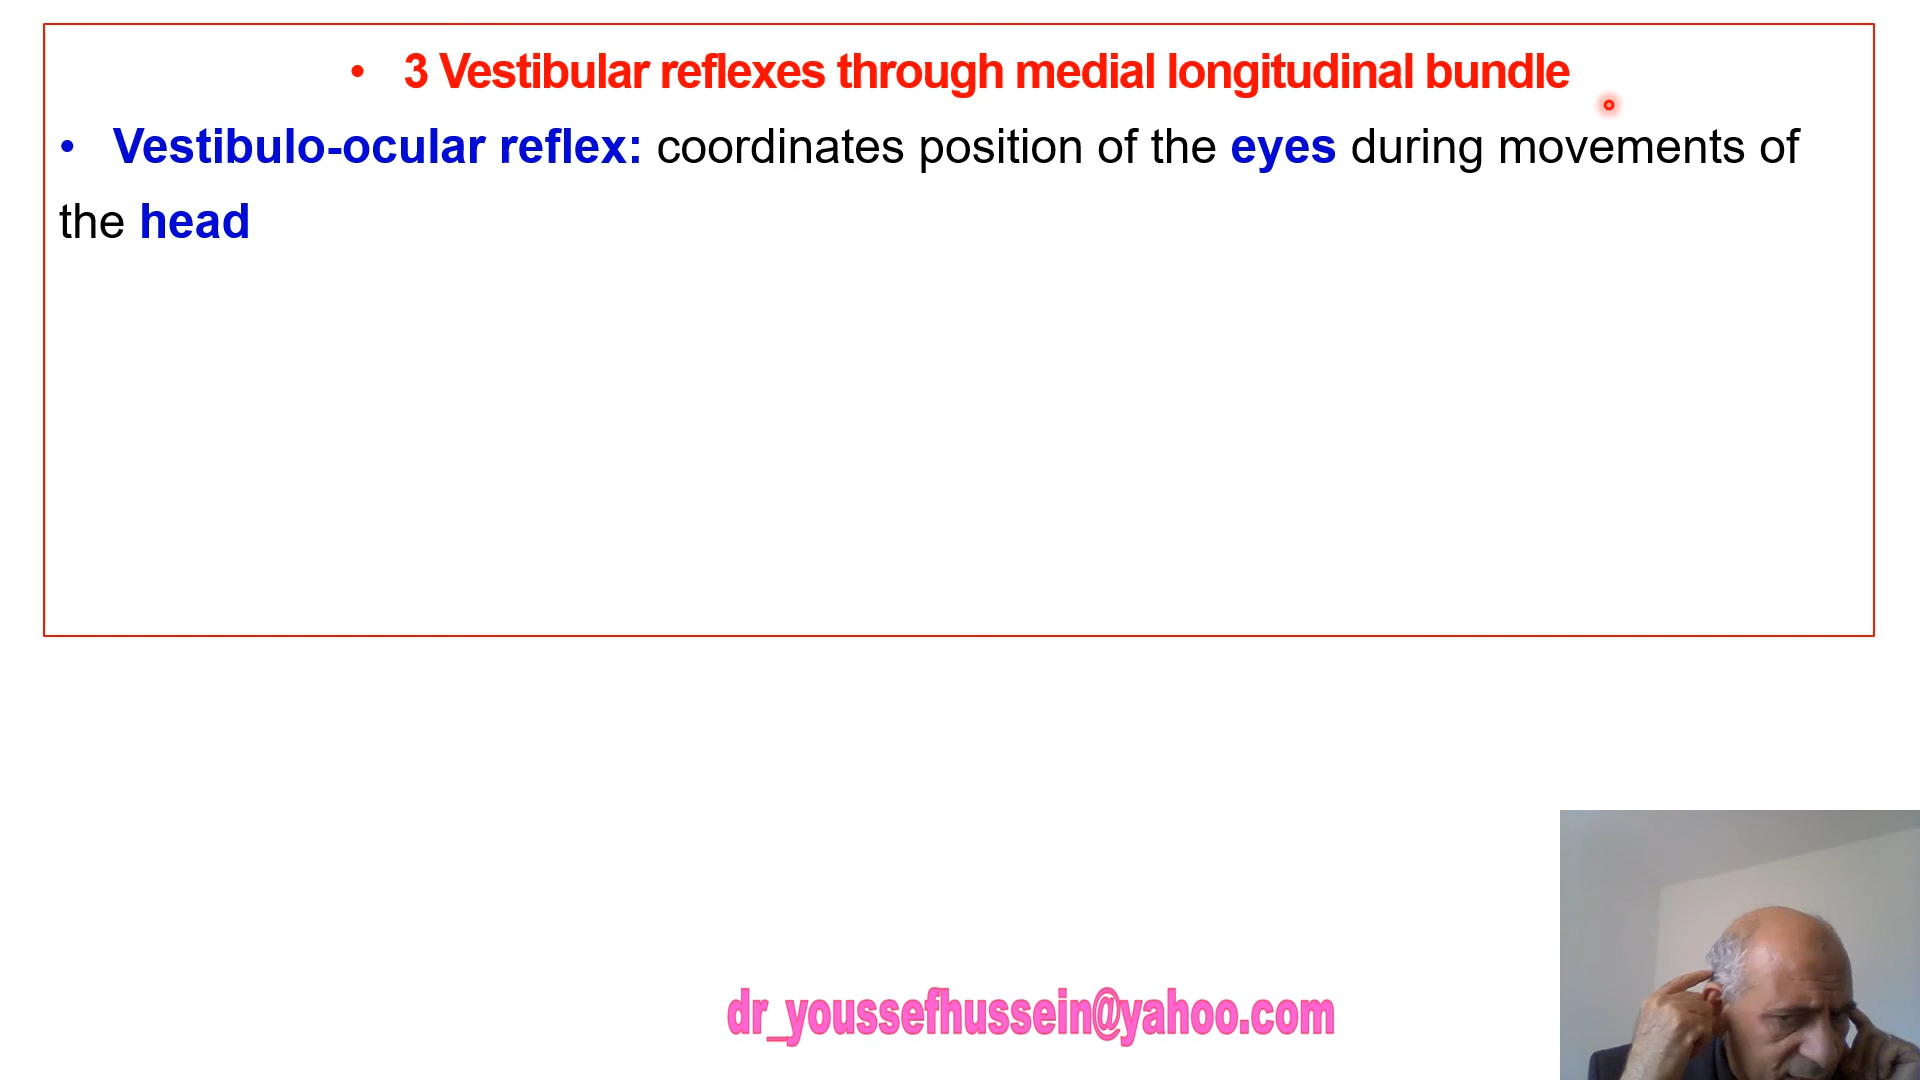 • 3 Vestibular reflexes through medial longitudinal bundle
• Vestibulo-ocular reflex: coordinates position of the eyes during movements of
the head
dr_youssefhussein@yahoo.com